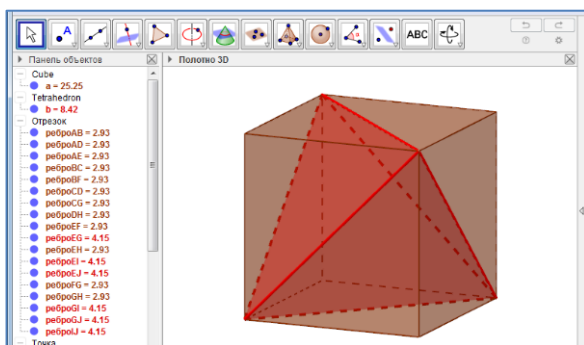 ABC
Панель объектов
Полотно 3D
Cube
a = 25.25
Tetrahedron
b = 8.42
Отрезок
реброAB = 2.93
реброAD = 2.93
реброAE = 2.93
реброBC = 2.93
реброBF = 2.93
реброCD = 2.93
реброCG = 2.93
реброDH = 2.93
реброEF = 2.93
реброEG = 4.15
реброEH = 2.93
реброEI = 4.15
реброEJ = 4.15
реброFG = 2.93
реброGH = 2.93
реброGI = 4.15
реброGJ = 4.15
реброIJ = 4.15
Точка